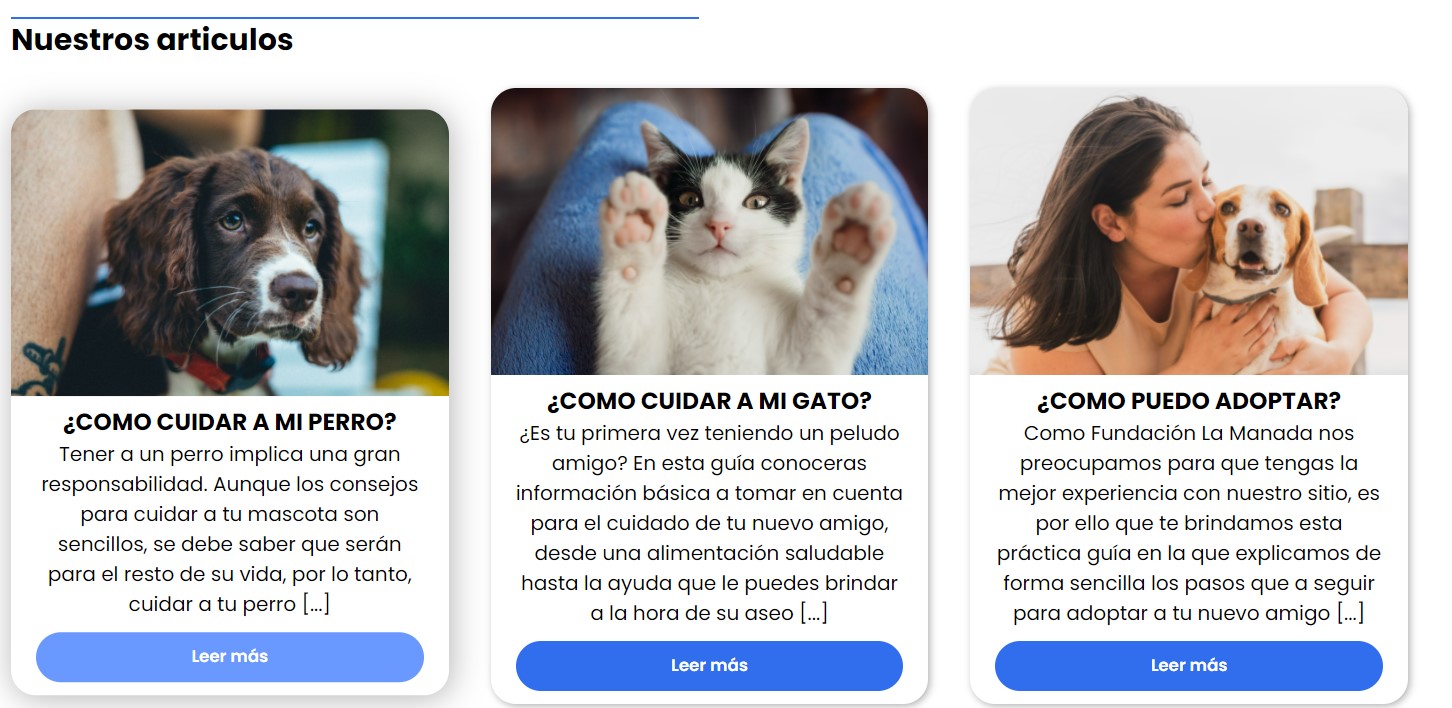 Nuestros articulos
¿COMO CUIDAR A MI PERRO?
Tener a un perro implica una gran
responsabilidad. Aunque los consejos
para cuidar a tu mascota son
sencillos, se debe saber que serán
para el resto de su vida, por lo tanto,
cuidar a tu perro [...]
Leer más
¿COMO CUIDAR A MI GATO?
¿Es tu primera vez teniendo un peludo
amigo? En esta guía conoceras
información básica a tomar en cuenta
para el cuidado de tu nuevo amigo,
desde una alimentación saludable
hasta la ayuda que le puedes brindar
a la hora de su aseo [...]
Leer más
¿COMO PUEDO ADOPTAR?
Como Fundación La Manada nos
preocupamos para que tengas la
mejor experiencia con nuestro sitio, es
por ello que te brindamos esta
práctica guía en la que explicamos de
forma sencilla los pasos que a seguir
para adoptar a tu nuevo amigo [...]
Leer más